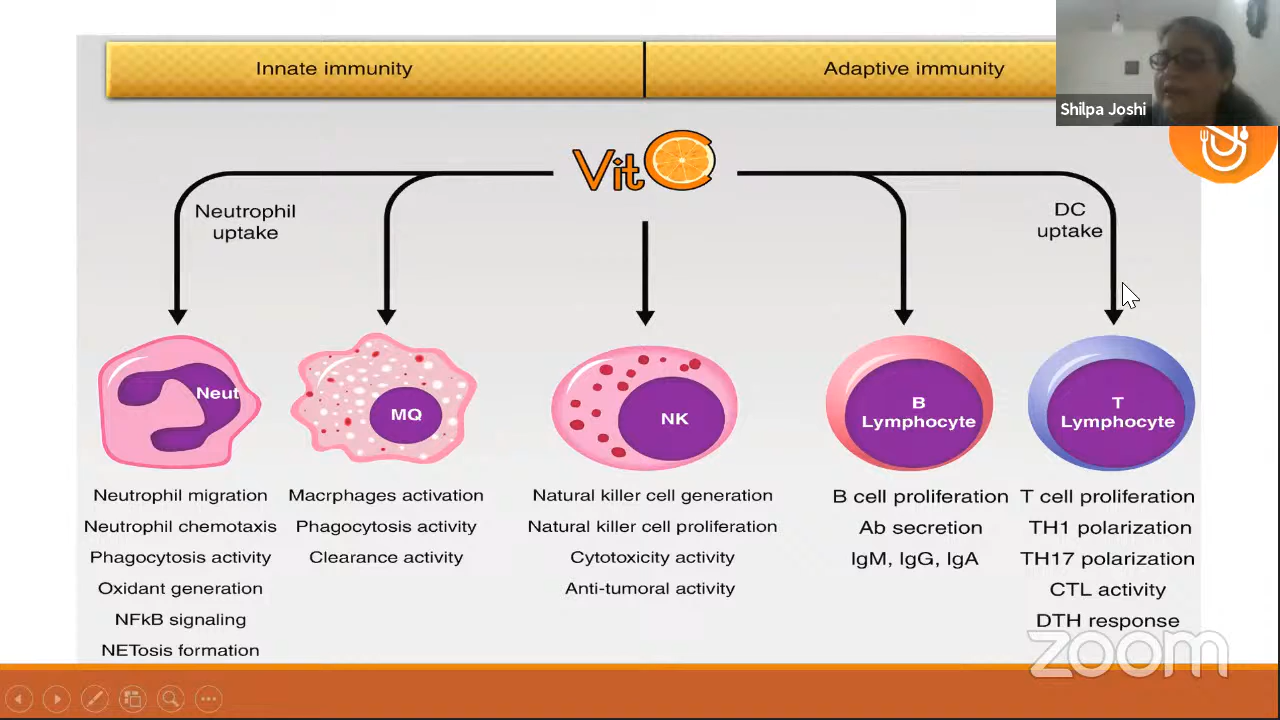 Innate immunity
Adaptive immunity
Shilpa Joshi
Vit C
Neutrophil
uptake
DC
uptake
Neut
MQ
NK
B
Lymphocyte
T
Lymphocyte
Neutrophil migration
Neutrophil chemotaxis
Phagocytosis activity
Oxidant generation
NFkB signaling
NETosis formation
Macrphages activation
Phagocytosis activity
Clearance activity
Natural killer cell generation
Natural killer cell proliferation
Cytotoxicity activity
Anti-tumoral activity
B cell proliferation
Ab secretion
IgM, IgG, IgA
T cell proliferation
TH1 polarization
TH17 polarization
CTL activity
DTH response
zoom